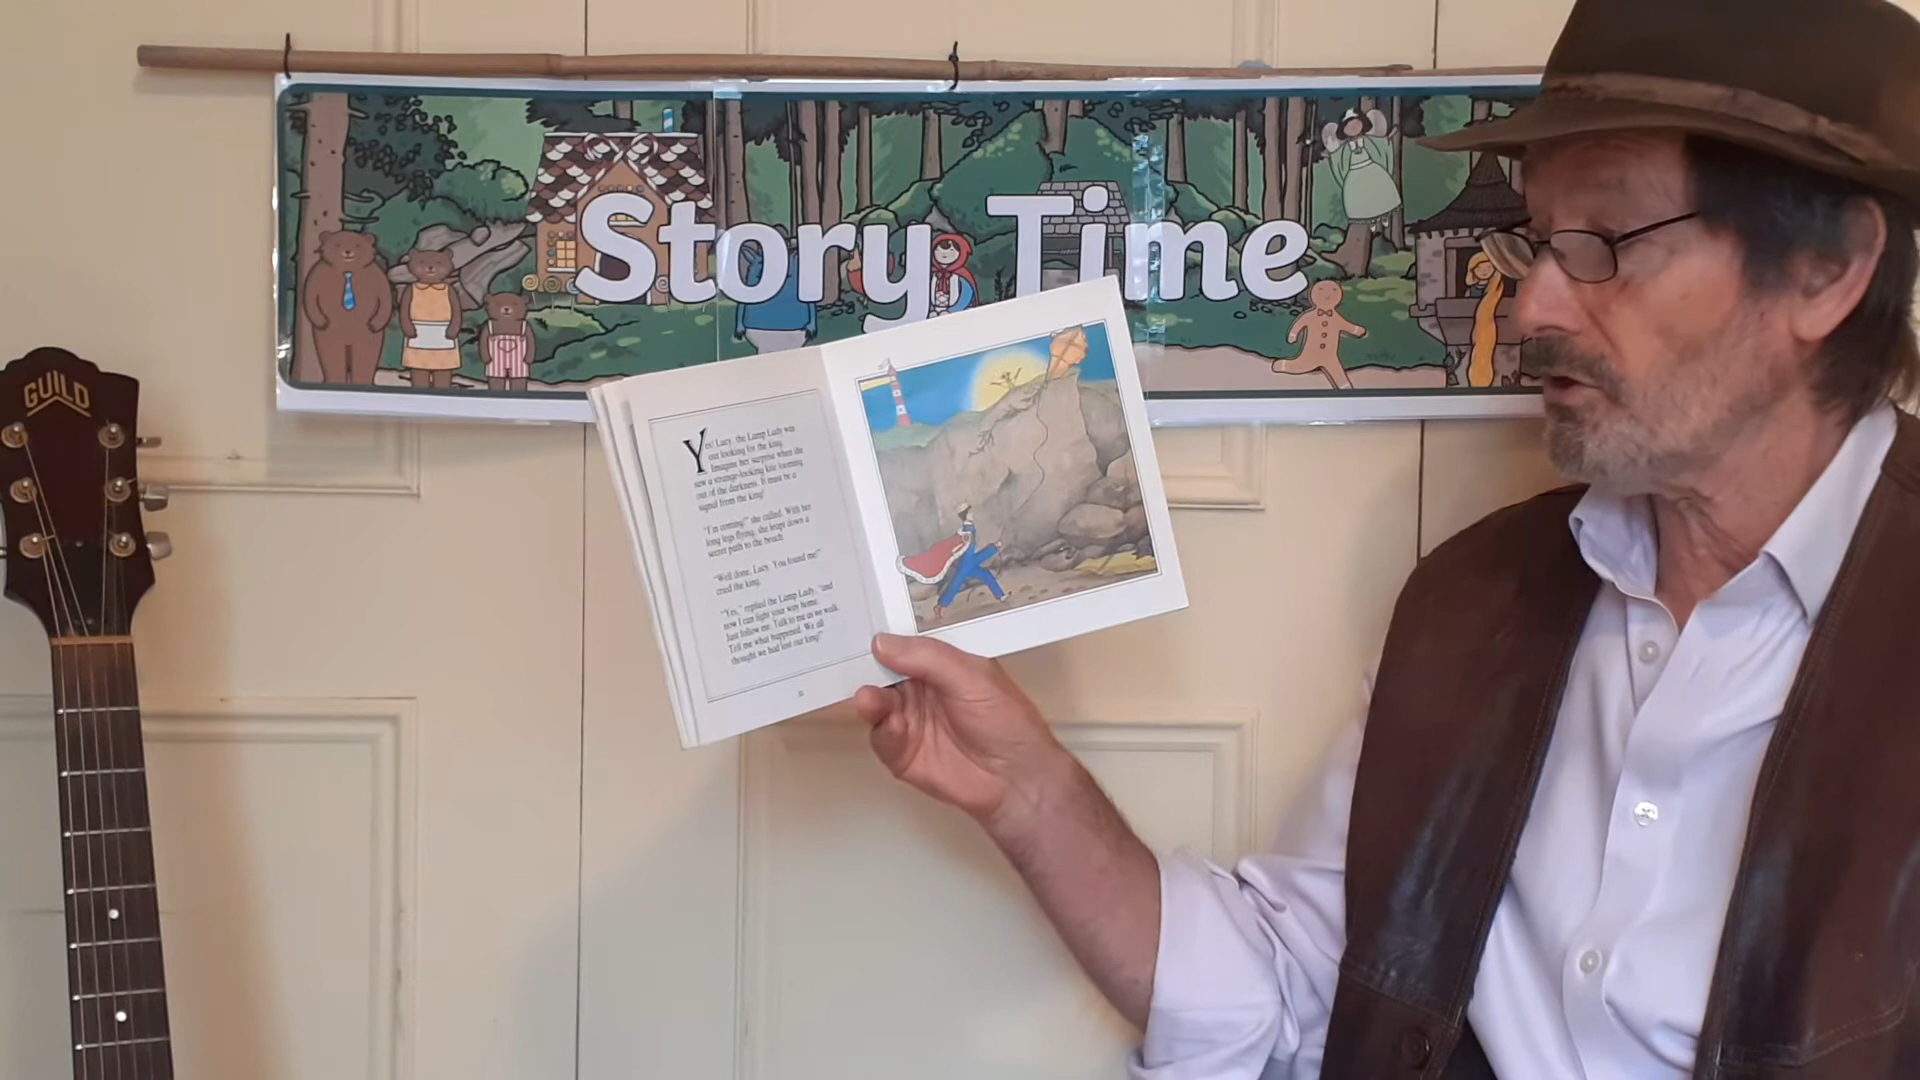 Story Time
GUILD
Yes! Lucy, the Lamp Lady was
out looking for the king.
Imagine her surprise when she
saw a strange-looking kite looming
out of the darkness. It must be a
signal from the king!
"I'm coming!" she called. With her
long legs flying, she leapt down a
secret path to the beach.
"Well done, Lucy. You found me!"
cried the king.
"Yes," replied the Lamp Lady, "and
now I can light your way home.
Just follow me. Talk to me as we walk.
Tell me what happened. We all
thought we had lost our king!"